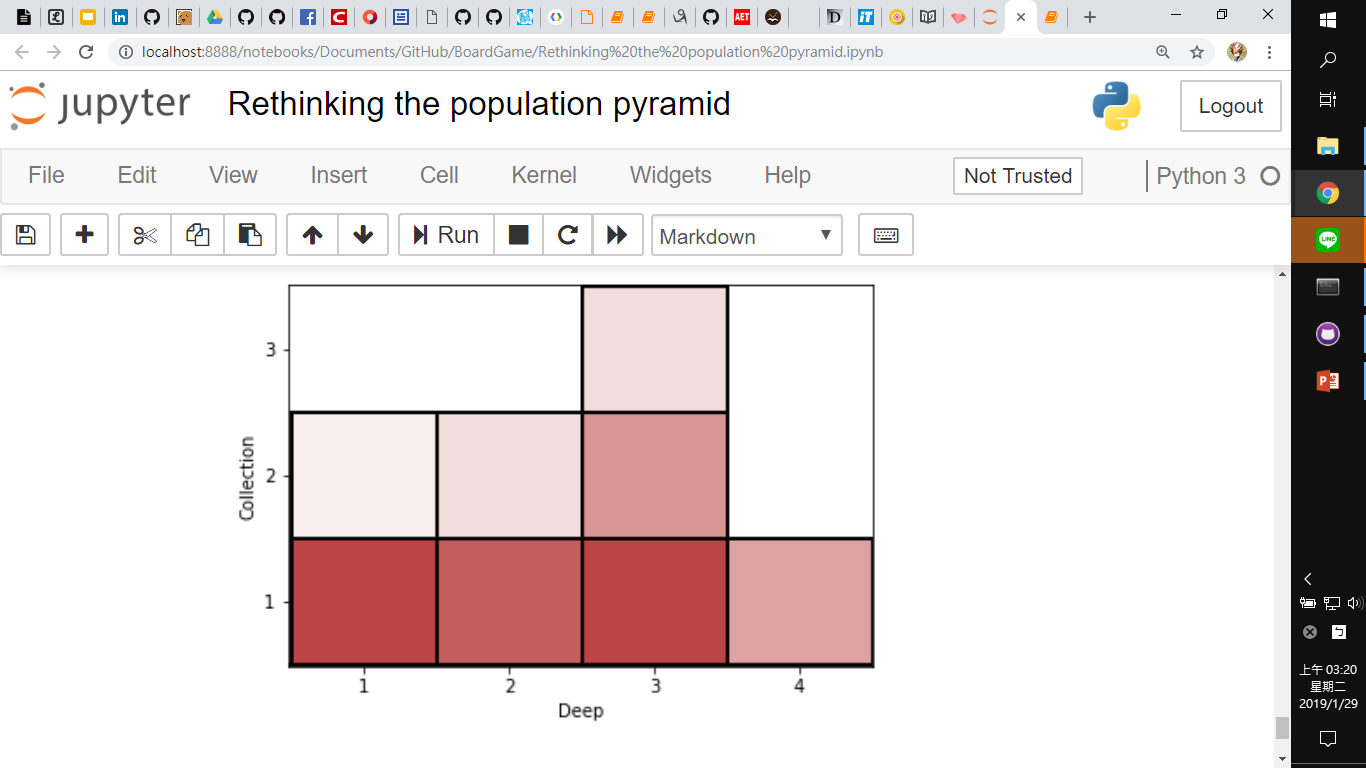 localhost:8888/notebooks/Documents/GitHub/BoardGame/Rethinking%20the%20population%20pyramid.ipynb
jupyter Rethinking the population pyramid Logout
File Edit View Insert Cell Kernel Widgets Help Not Trusted Python 3
Run Markdown
3
2
1
Collection
1 2 3 4
Deep
LINE
上午 03:20
星期二
2019/1/29